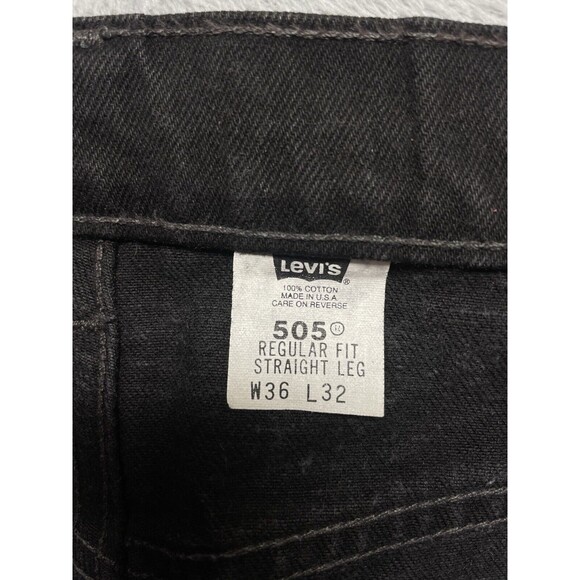 Levi's®
100% COTTON
MADE IN U.S.A
CARE ON REVERSE
505®
REGULAR FIT
STRAIGHT LEG
W36 L32